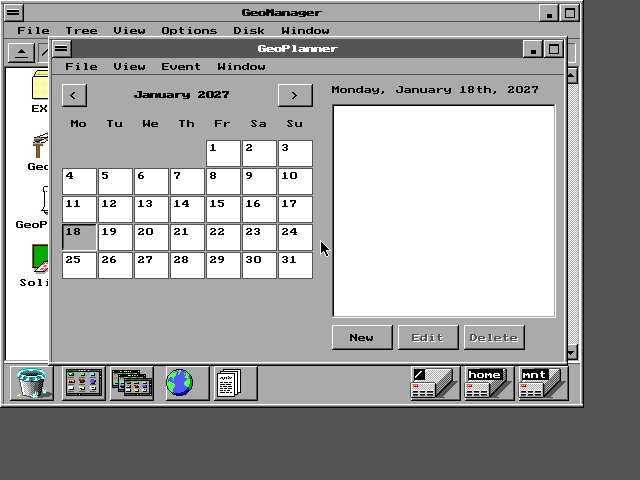 GeoManager
File Tree View Options Disk Window
GeoPlanner
File View Event Window
< January 2027 >
Monday, January 18th, 2027
Mo Tu We Th Fr Sa Su
1 2 3
4 5 6 7 8 9 10
11 12 13 14 15 16 17
18 19 20 21 22 23 24
25 26 27 28 29 30 31
EX
Geo
GeoP
Soli
New Edit Delete
/ home mnt